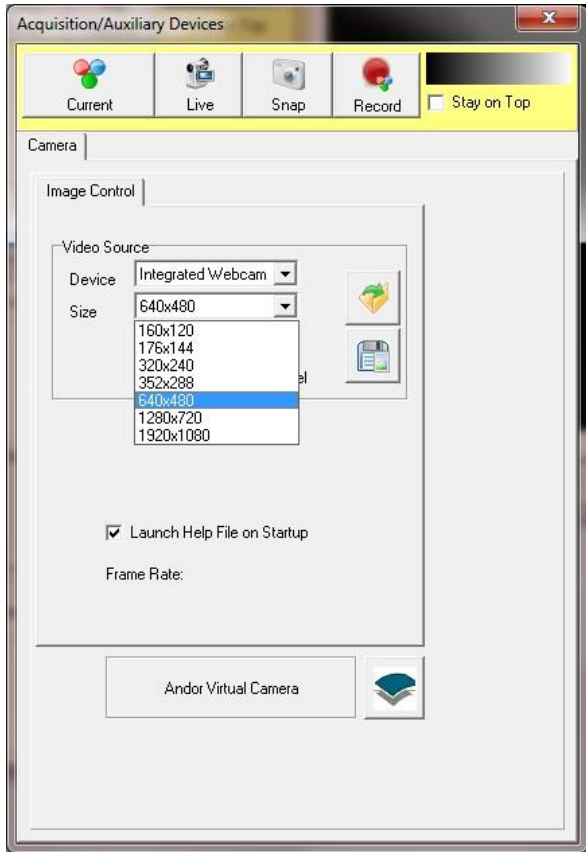 Acquisition/Auxiliary Devices
Current Live Snap Record Stay on Top
Camera
Image Control
Video Source
Device Integrated Webcam
Size 640x480
160x120
176x144
320x240
352x288
640x480
1280x720
1920x1080
Launch Help File on Startup
Frame Rate:
Andor Virtual Camera